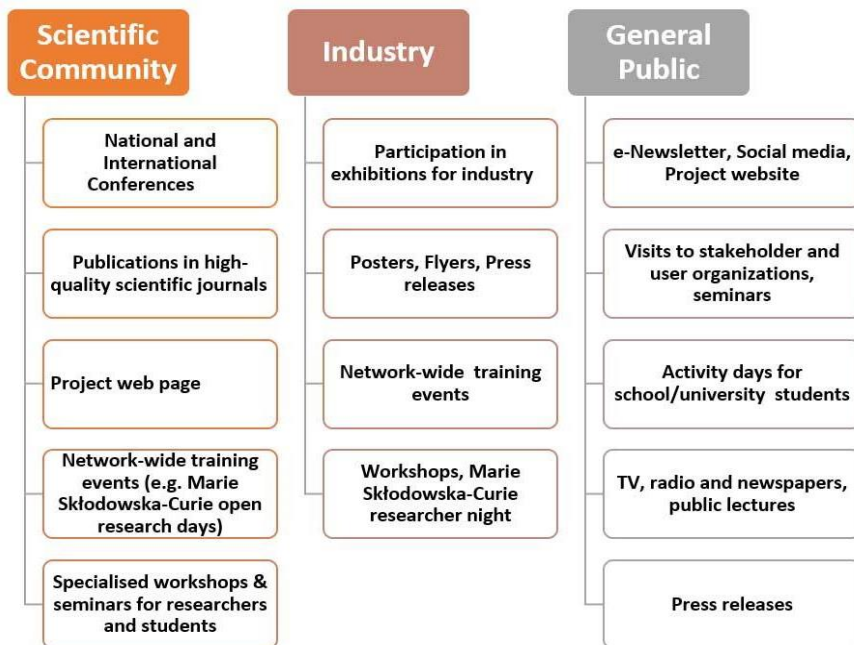 Scientific
Community
National and
International
Conferences
Publications in high-
quality scientific journals
Project web page
Network-wide training
events (e.g. Marie
Skłodowska-Curie open
research days)
Specialised workshops &
seminars for researchers
and students
Industry
Participation in
exhibitions for industry
Posters, Flyers, Press
releases
Network-wide training
events
Workshops, Marie
Skłodowska-Curie
researcher night
General
Public
e-Newsletter, Social media,
Project website
Visits to stakeholder and
user organizations,
seminars
Activity days for
school/university students
TV, radio and newspapers,
public lectures
Press releases